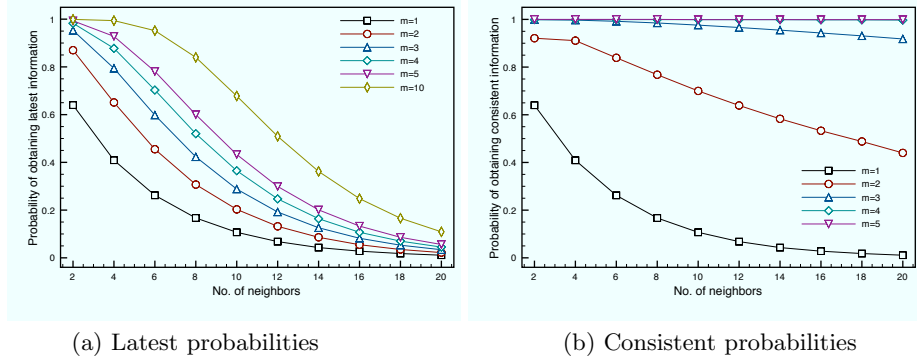 Probability of obtaining latest information
1
0.8
0.6
0.4
0.2
0
2 4 6 8 10 12 14 16 18 20
No. of neighbors
m=1
m=2
m=3
m=4
m=5
m=10
(a) Latest probabilities
Probability of obtaining consistent information
1
0.8
0.6
0.4
0.2
0
2 4 6 8 10 12 14 16 18 20
No. of neighbors
m=1
m=2
m=3
m=4
m=5
(b) Consistent probabilities